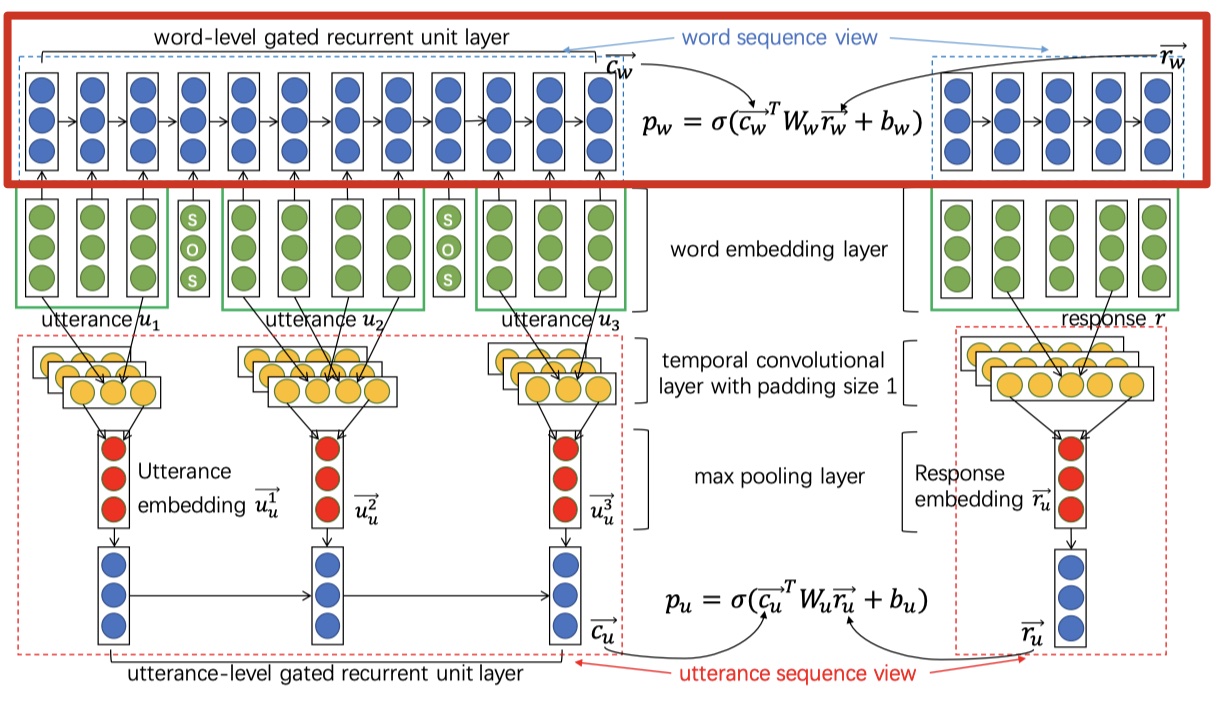 word-level gated recurrent unit layer
word sequence view
$\overrightarrow{c_w}$
$\overrightarrow{r_w}$
$p_w = \sigma(\overrightarrow{c_w}^T W_w \overrightarrow{r_w} + b_w)$
s s
o o
s s
word embedding layer
utterance $u_1$ utterance $u_2$ utterance $u_3$ response $r$
temporal convolutional
layer with padding size 1
Utterance
embedding $\overrightarrow{u_u^1}$
$\overrightarrow{u_u^2}$
$\overrightarrow{u_u^3}$
max pooling layer
Response
embedding $\overrightarrow{r_u}$
$p_u = \sigma(\overrightarrow{c_u}^T W_u \overrightarrow{r_u} + b_u)$
$\overrightarrow{c_u}$
$\overrightarrow{r_u}$
utterance-level gated recurrent unit layer
utterance sequence view